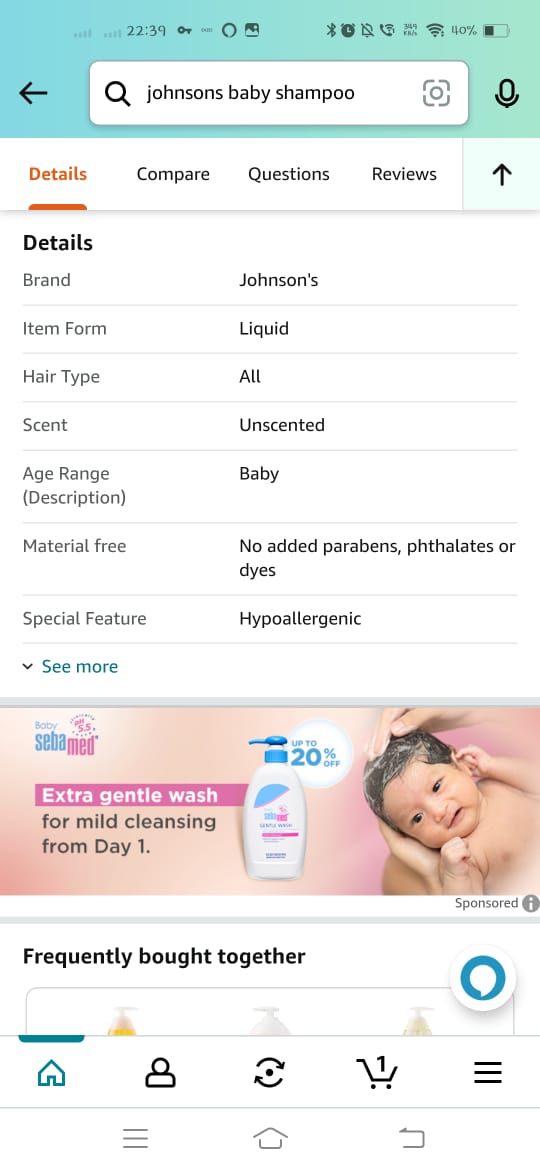 22:39
349
KB/s
40%
johnsons baby shampoo
Details
Compare
Questions
Reviews
Details
Brand
Johnson's
Item Form
Liquid
Hair Type
All
Scent
Unscented
Age Range
(Description)
Baby
Material free
No added parabens, phthalates or
dyes
Special Feature
Hypoallergenic
See more
Baby
sebamed
pH
5.5
UP TO
20%
OFF
Extra gentle wash
for mild cleansing
from Day 1.
sebamed
GENTLE WASH
Sponsored
Frequently bought together
1